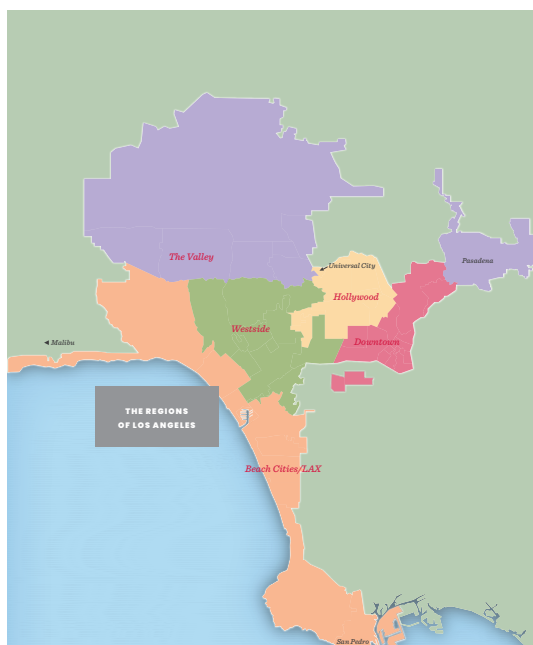 The Valley
Pasadena
Universal City
Hollywood
Westside
Downtown
Malibu
THE REGIONS
OF LOS ANGELES
Beach Cities/LAX
San Pedro